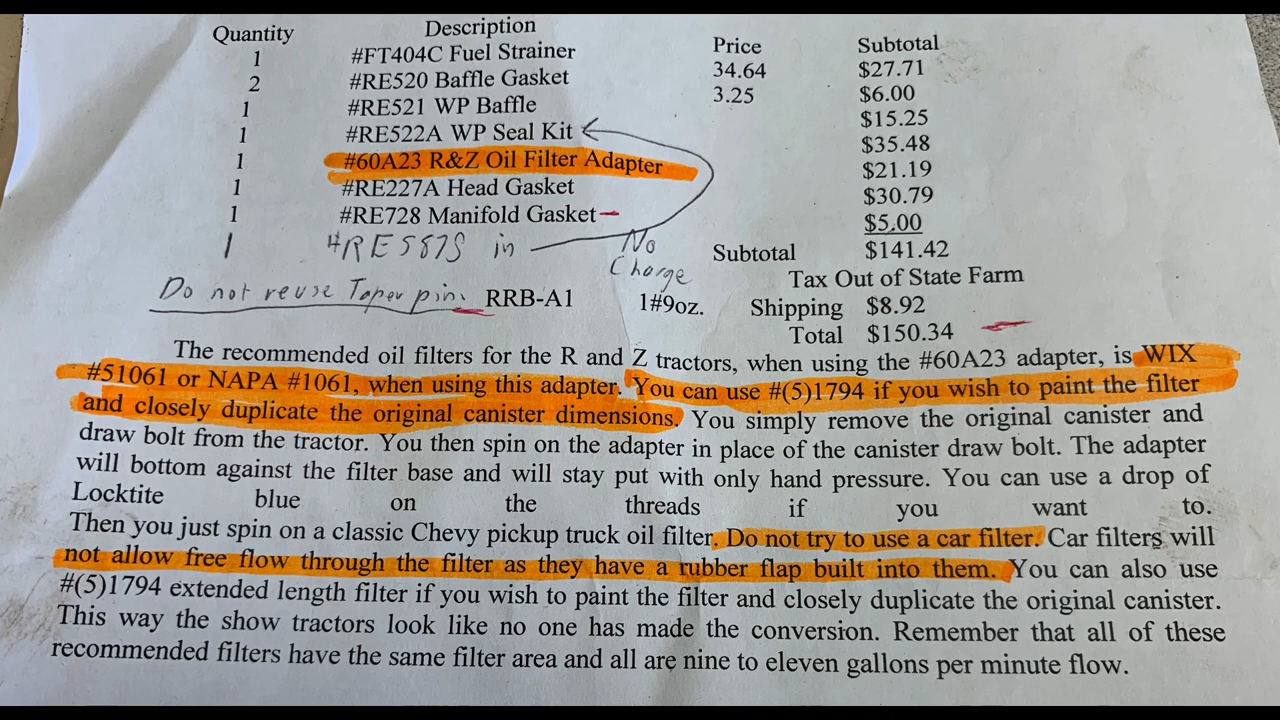 Quantity Description Price Subtotal
1 #FT404C Fuel Strainer 34.64 $27.71
2 #RE520 Baffle Gasket 3.25 $6.00
1 #RE521 WP Baffle $15.25
1 #RE522A WP Seal Kit $35.48
1 #60A23 R&Z Oil Filter Adapter $21.19
1 #RE227A Head Gasket $30.79
1 #RE728 Manifold Gasket $5.00
1 #RE587S in No Charge
Subtotal $141.42
Tax Out of State Farm
Do not reuse Taper pin. RRB-A1 1#9oz. Shipping $8.92
Total $150.34
The recommended oil filters for the R and Z tractors, when using the #60A23 adapter, is WIX
#51061 or NAPA #1061, when using this adapter. You can use #(5)1794 if you wish to paint the filter
and closely duplicate the original canister dimensions. You simply remove the original canister and
draw bolt from the tractor. You then spin on the adapter in place of the canister draw bolt. The adapter
will bottom against the filter base and will stay put with only hand pressure. You can use a drop of
Locktite blue on the threads if you want to.
Then you just spin on a classic Chevy pickup truck oil filter. Do not try to use a car filter. Car filters will
not allow free flow through the filter as they have a rubber flap built into them. You can also use
#(5)1794 extended length filter if you wish to paint the filter and closely duplicate the original canister.
This way the show tractors look like no one has made the conversion. Remember that all of these
recommended filters have the same filter area and all are nine to eleven gallons per minute flow.